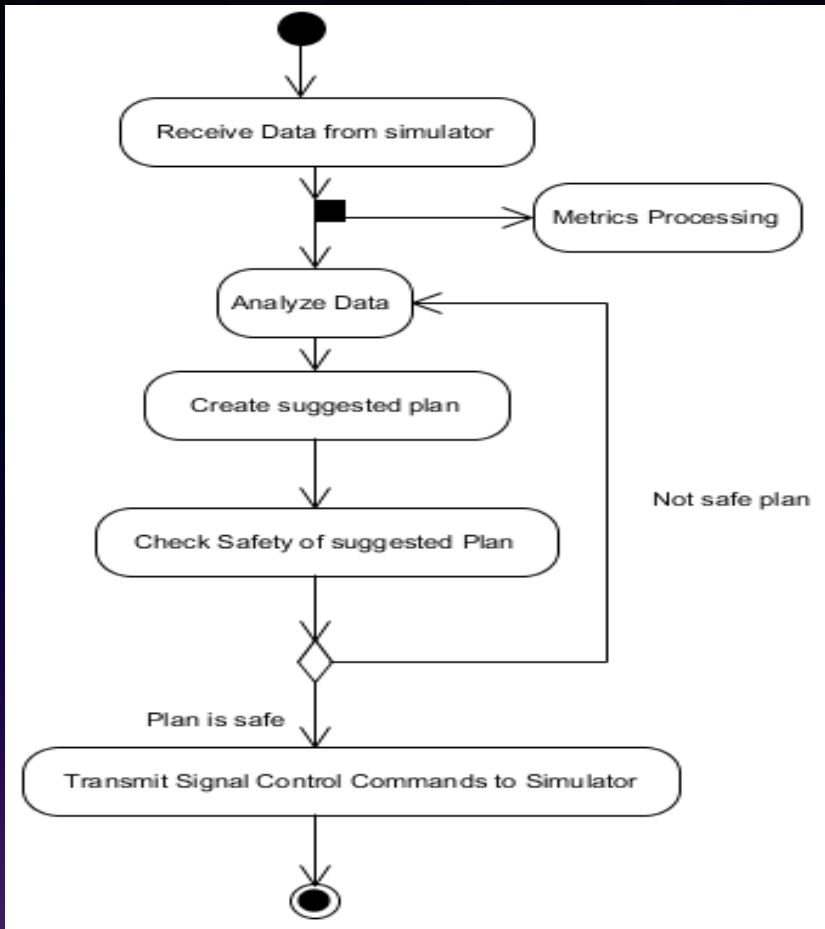 Receive Data from simulator
Metrics Processing
Analyze Data
Create suggested plan
Not safe plan
Check Safety of suggested Plan
Plan is safe
Transmit Signal Control Commands to Simulator